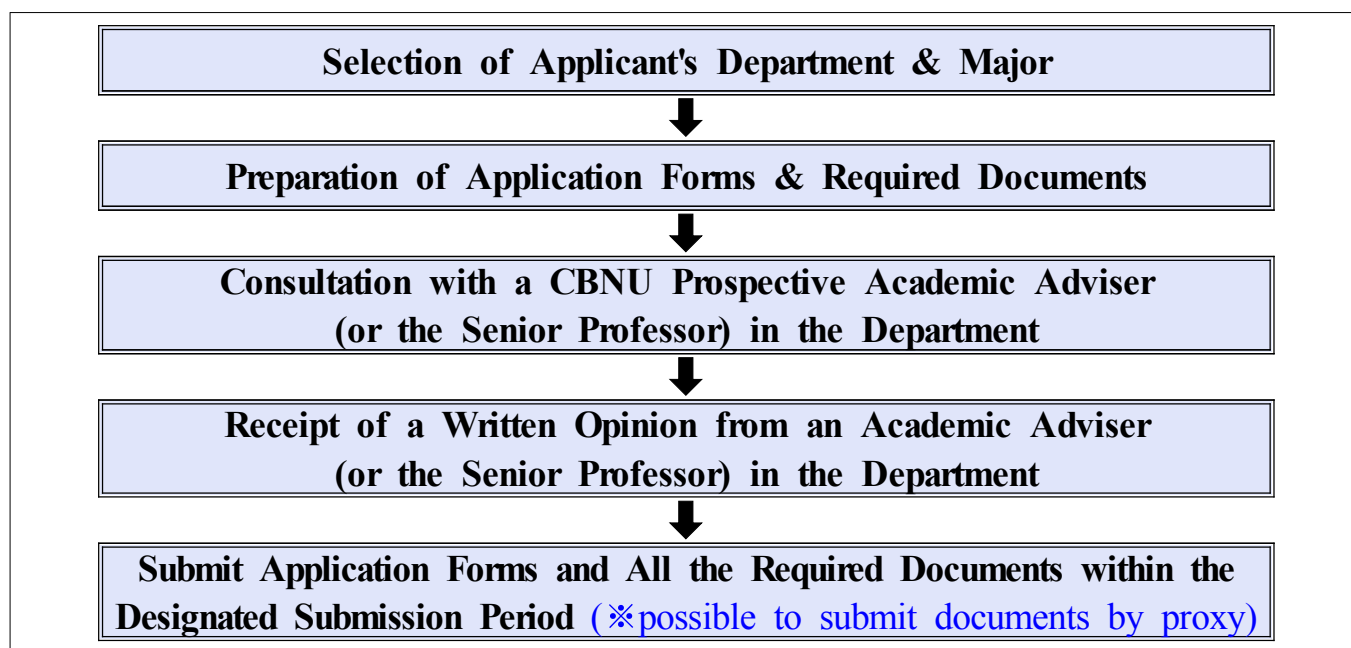 Selection of Applicant's Department & Major
Preparation of Application Forms & Required Documents
Consultation with a CBNU Prospective Academic Adviser
(or the Senior Professor) in the Department
Receipt of a Written Opinion from an Academic Adviser
(or the Senior Professor) in the Department
Submit Application Forms and All the Required Documents within the
Designated Submission Period (※possible to submit documents by proxy)